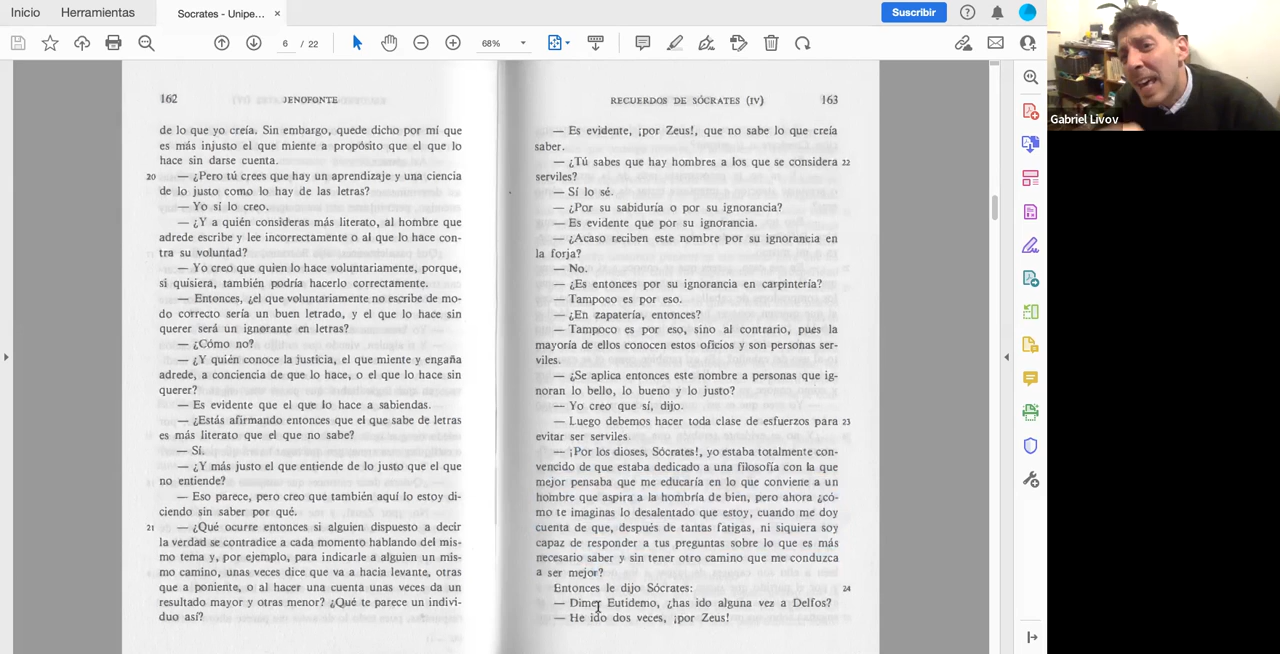 Inicio
Herramientas
Socrates - Unipe...
×
Suscribir
6 / 22
68%
Gabriel Livov
162
JENOFONTE
de lo que yo creía. Sin embargo, quede dicho por mí que
es más injusto el que miente a propósito que el que lo
hace sin darse cuenta.
20 — ¿Pero tú crees que hay un aprendizaje y una ciencia
de lo justo como lo hay de las letras?
— Yo sí lo creo.
— ¿Y a quién consideras más literato, al hombre que
adrede escribe y lee incorrectamente o al que lo hace con-
tra su voluntad?
— Yo creo que quien lo hace voluntariamente, porque,
si quisiera, también podría hacerlo correctamente.
— Entonces, ¿el que voluntariamente no escribe de mo-
do correcto sería un buen letrado, y el que lo hace sin
querer será un ignorante en letras?
— ¿Cómo no?
— ¿Y quién conoce la justicia, el que miente y engaña
adrede, a conciencia de que lo hace, o el que lo hace sin
querer?
— Es evidente que el que lo hace a sabiendas.
— ¿Estás afirmando entonces que el que sabe de letras
es más literato que el que no sabe?
— Sí.
— ¿Y más justo el que entiende de lo justo que el que
no entiende?
— Eso parece, pero creo que también aquí lo estoy di-
ciendo sin saber por qué.
21 — ¿Qué ocurre entonces si alguien dispuesto a decir
la verdad se contradice a cada momento hablando del mis-
mo tema y, por ejemplo, para indicarle a alguien un mis-
mo camino, unas veces dice que va a hacia levante, otras
que a poniente, o al hacer una cuenta unas veces da un
resultado mayor y otras menor? ¿Qué te parece un indivi-
duo así?
RECUERDOS DE SÓCRATES (IV)
163
— Es evidente, ¡por Zeus!, que no sabe lo que creía
saber.
— ¿Tú sabes que hay hombres a los que se considera 22
serviles?
— Sí lo sé.
— ¿Por su sabiduría o por su ignorancia?
— Es evidente que por su ignorancia.
— ¿Acaso reciben este nombre por su ignorancia en
la forja?
— No.
— ¿Es entonces por su ignorancia en carpintería?
— Tampoco es por eso.
— ¿En zapatería, entonces?
— Tampoco es por eso, sino al contrario, pues la
mayoría de ellos conocen estos oficios y son personas ser-
viles.
— ¿Se aplica entonces este nombre a personas que ig-
noran lo bello, lo bueno y lo justo?
— Yo creo que sí, dijo.
— Luego debemos hacer toda clase de esfuerzos para 23
evitar ser serviles.
— ¡Por los dioses, Sócrates!, yo estaba totalmente con-
vencido de que estaba dedicado a una filosofía con la que
mejor pensaba que me educaría en lo que conviene a un
hombre que aspira a la hombría de bien, pero ahora ¿có-
mo te imaginas lo desalentado que estoy, cuando me doy
cuenta de que, después de tantas fatigas, ni siquiera soy
capaz de responder a tus preguntas sobre lo que es más
necesario saber y sin tener otro camino que me conduzca
a ser mejor?
Entonces le dijo Sócrates: 24
— Dime, Eutidemo, ¿has ido alguna vez a Delfos?
— He ido dos veces, ¡por Zeus!